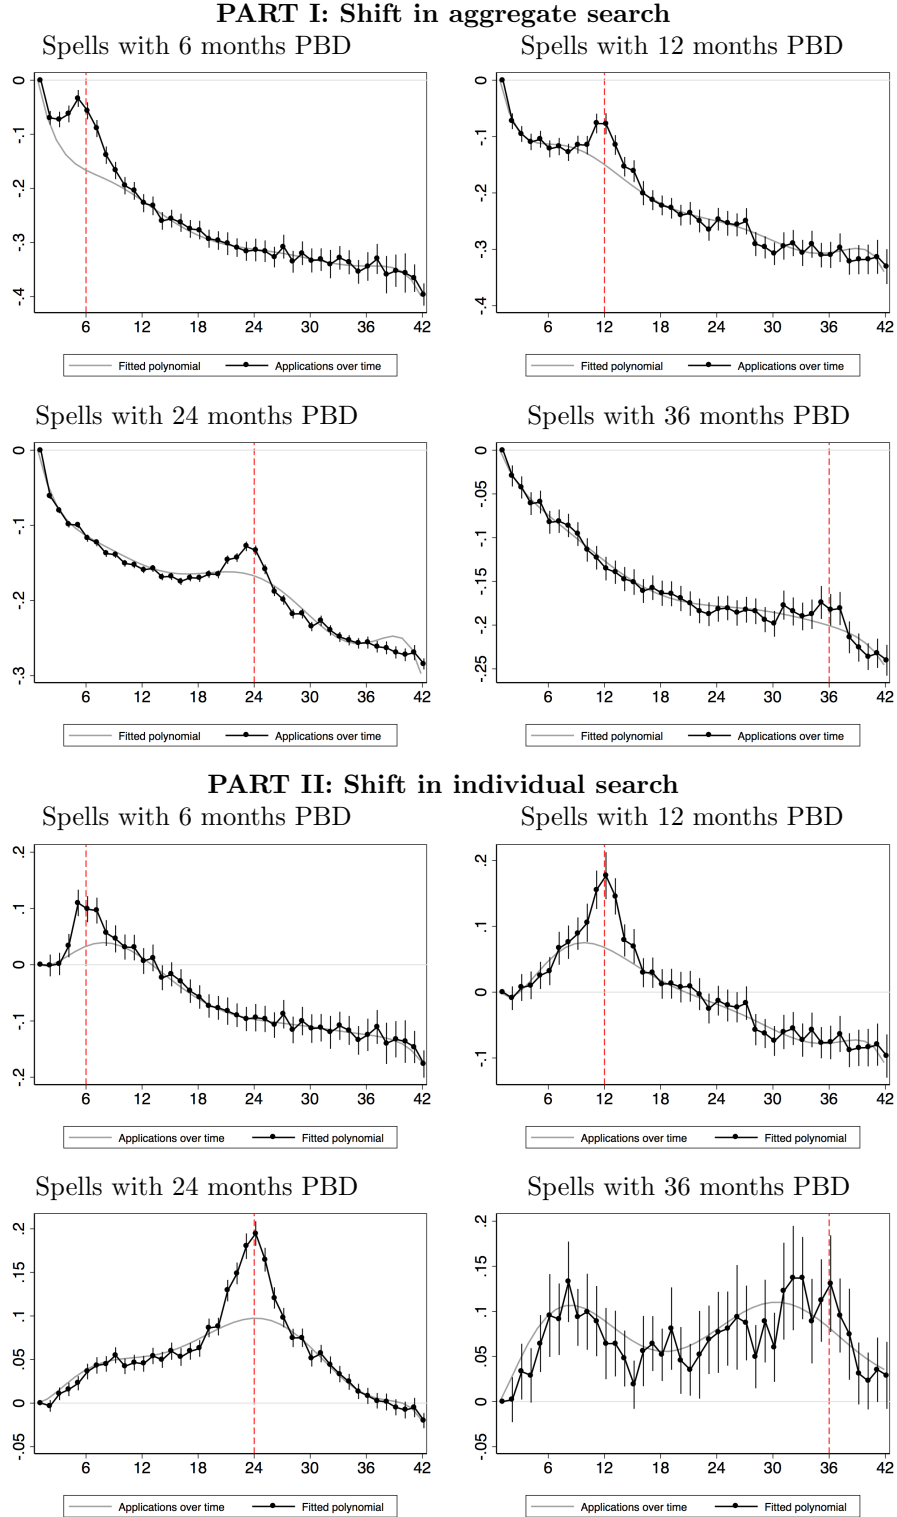 PART I: Shift in aggregate search
Spells with 6 months PBD
0
-.1
-.2
-.3
-.4
6 12 18 24 30 36 42
Fitted polynomial Applications over time
Spells with 12 months PBD
0
-.1
-.2
-.3
-.4
6 12 18 24 30 36 42
Fitted polynomial Applications over time
Spells with 24 months PBD
0
-.1
-.2
-.3
6 12 18 24 30 36 42
Fitted polynomial Applications over time
Spells with 36 months PBD
0
-.05
-.1
-.15
-.2
-.25
6 12 18 24 30 36 42
Fitted polynomial Applications over time
PART II: Shift in individual search
Spells with 6 months PBD
.2
.1
0
-.1
-.2
6 12 18 24 30 36 42
Applications over time Fitted polynomial
Spells with 12 months PBD
.2
.1
0
-.1
6 12 18 24 30 36 42
Applications over time Fitted polynomial
Spells with 24 months PBD
.2
.15
.1
.05
0
-.05
6 12 18 24 30 36 42
Applications over time Fitted polynomial
Spells with 36 months PBD
.2
.15
.1
.05
0
-.05
6 12 18 24 30 36 42
Applications over time Fitted polynomial